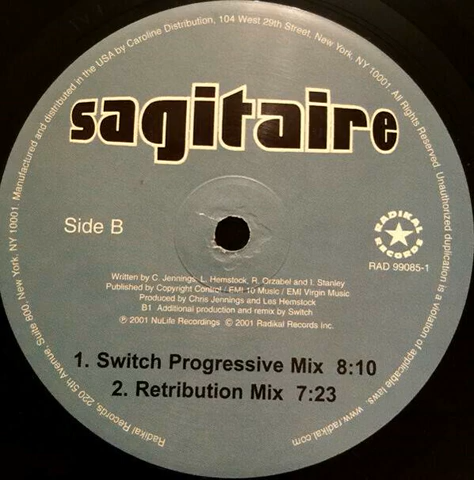 Manufactured and distributed in the USA by Caroline Distribution, 104 West 29th Street, New York, NY 10001. All Rights Reserved. Unauthorized duplication is a violation of applicable laws. www.radikal.com
sagitaire
Side B
RADIKAL
RECORDS
RAD 99085-1
Written by C. Jennings, L. Hemstock, R. Orzabel and I. Stanley
Published by Copyright Control / EMI 10 Music / EMI Virgin Music
Produced by Chris Jennings and Les Hemstock
B1 Additional production and remix by Switch
℗ 2001 NuLife Recordings © 2001 Radikal Records Inc.
1. Switch Progressive Mix 8:10
2. Retribution Mix 7:23
Radikal Records, 220 5th Avenue, Suite 800, New York, NY 10001.